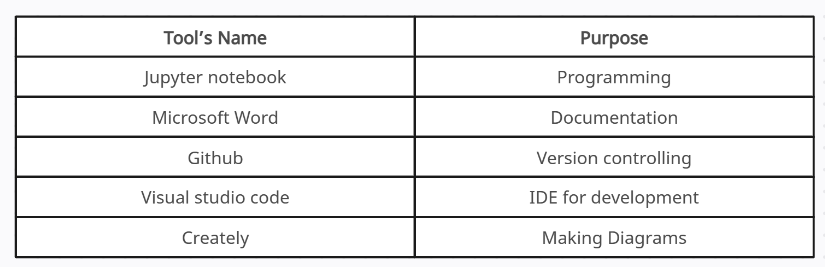 Tool's Name Purpose
Jupyter notebook Programming
Microsoft Word Documentation
Github Version controlling
Visual studio code IDE for development
Creately Making Diagrams